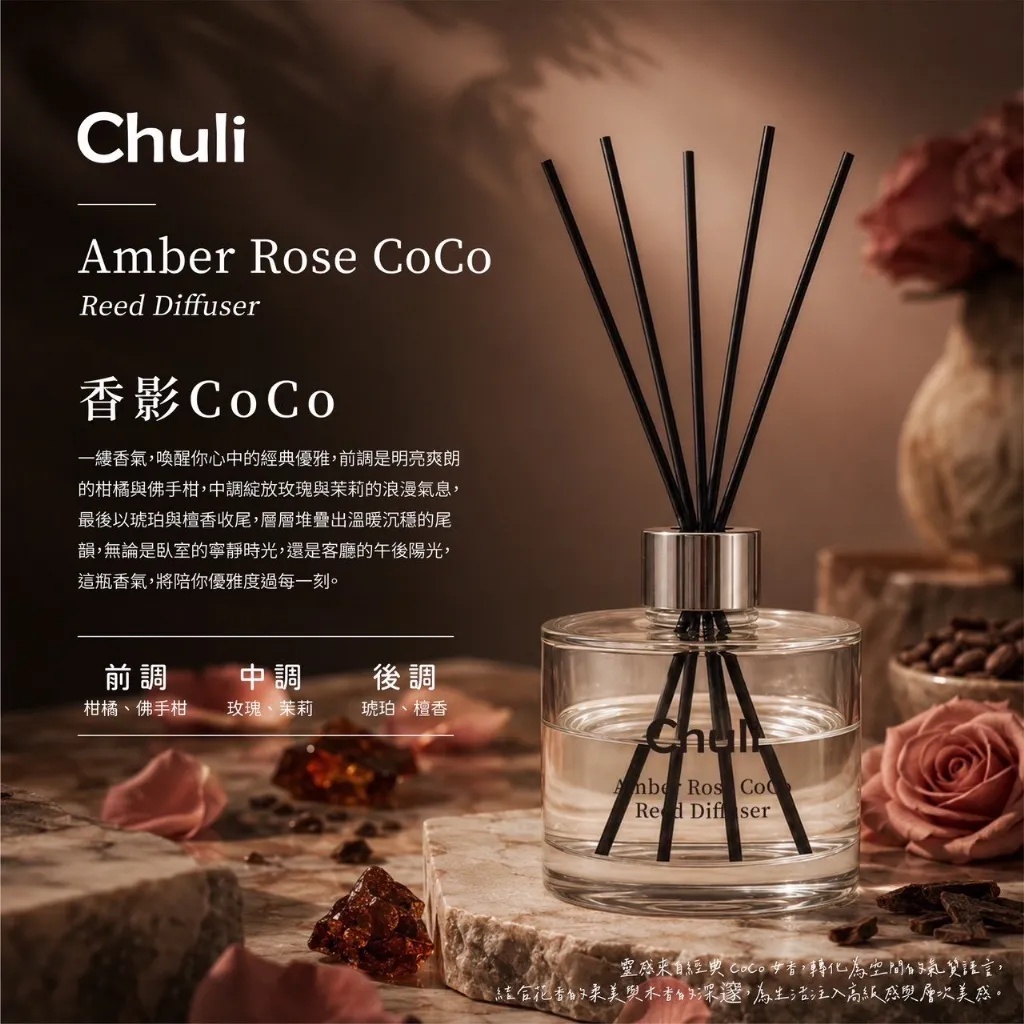 Chuli
Amber Rose CoCo
Reed Diffuser
香影CoCo
一縷香氣,喚醒你心中的經典優雅,前調是明亮爽朗
的柑橘與佛手柑,中調綻放玫瑰與茉莉的浪漫氣息,
最後以琥珀與檀香收尾,層層堆疊出溫暖沉穩的尾
韻,無論是臥室的寧靜時光,還是客廳的午後陽光,
這瓶香氣,將陪你優雅度過每一刻。
前調 中調 後調
柑橘、佛手柑 玫瑰、茉莉 琥珀、檀香
Chuli
Amber Rose CoCo
Reed Diffuser
靈感來自經典 CoCo 女香,轉化為空間的氣質語言,
結合花香的柔美與木香的深邃,為生活注入高級感與層次美感。